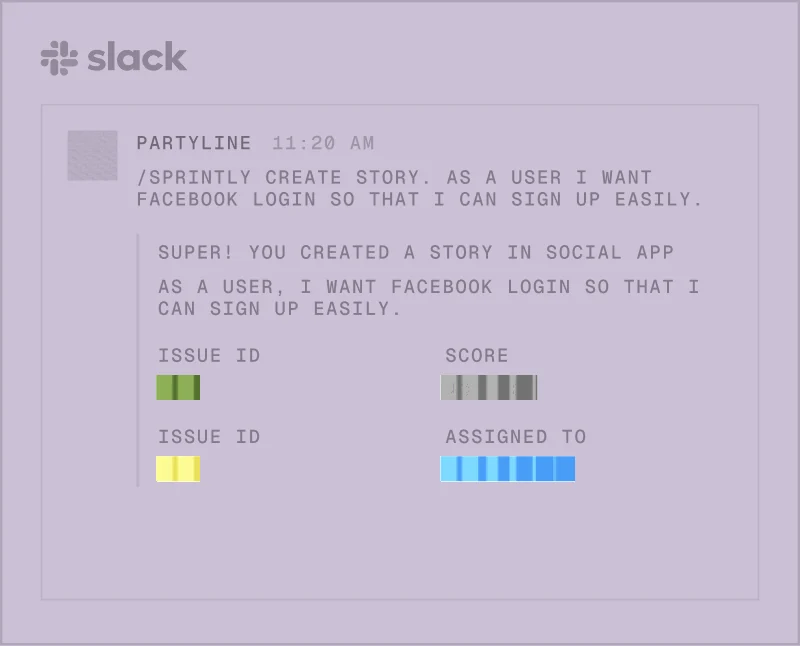 slack
PARTYLINE 11:20 AM
/SPRINTLY CREATE STORY. AS A USER I WANT
FACEBOOK LOGIN SO THAT I CAN SIGN UP EASILY.
SUPER! YOU CREATED A STORY IN SOCIAL APP
AS A USER, I WANT FACEBOOK LOGIN SO THAT I
CAN SIGN UP EASILY.
ISSUE ID SCORE
ISSUE ID ASSIGNED TO